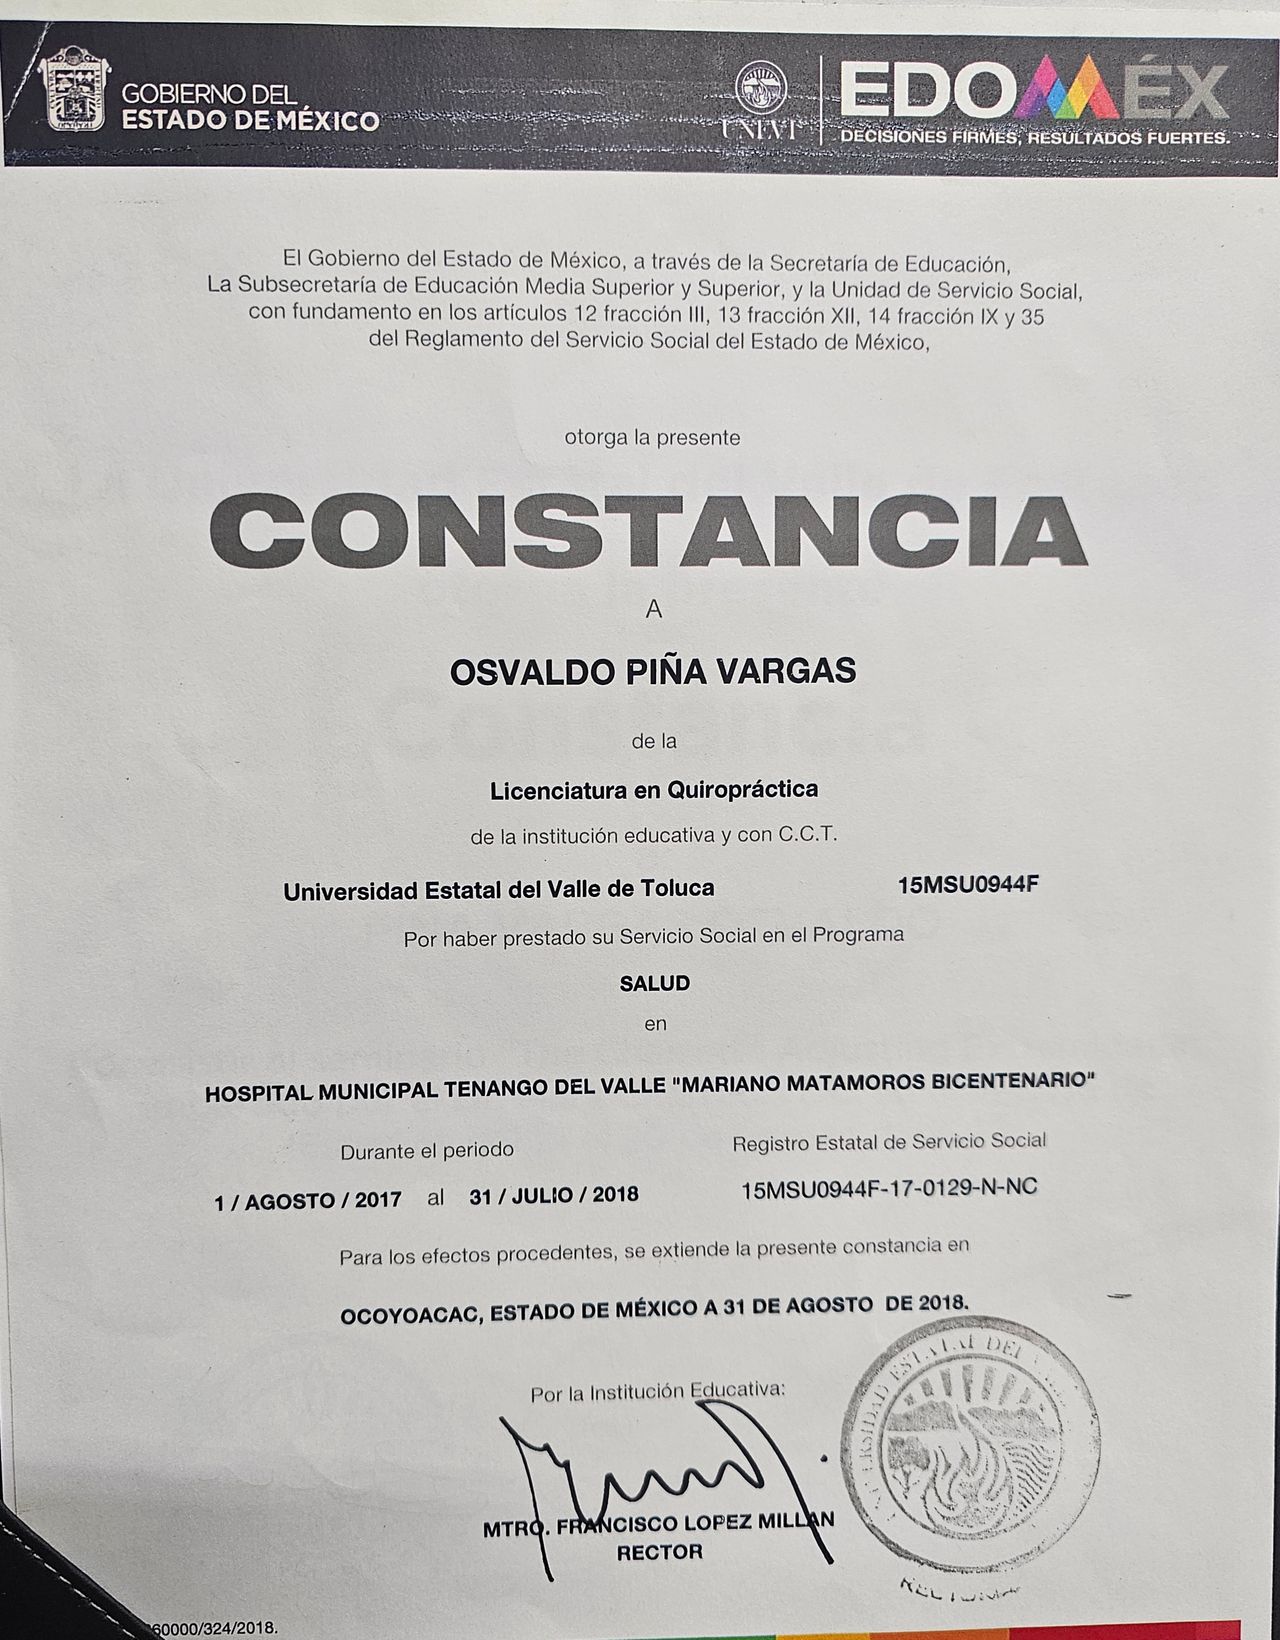 GOBIERNO DEL
ESTADO DE MÉXICO
EDOMÉX
DECISIONES FIRMES, RESULTADOS FUERTES.
El Gobierno del Estado de México, a través de la Secretaría de Educación,
La Subsecretaría de Educación Media Superior y Superior, y la Unidad de Servicio Social,
con fundamento en los artículos 12 fracción III, 13 fracción XII, 14 fracción IX y 35
del Reglamento del Servicio Social del Estado de México,
otorga la presente
CONSTANCIA
A
OSVALDO PIÑA VARGAS
de la
Licenciatura en Quiropráctica
de la institución educativa y con C.C.T.
Universidad Estatal del Valle de Toluca 15MSU0944F
Por haber prestado su Servicio Social en el Programa
SALUD
en
HOSPITAL MUNICIPAL TENANGO DEL VALLE "MARIANO MATAMOROS BICENTENARIO"
Durante el periodo Registro Estatal de Servicio Social
1 / AGOSTO / 2017 al 31 / JULIO / 2018 15MSU0944F-17-0129-N-NC
Para los efectos procedentes, se extiende la presente constancia en
OCOYOACAC, ESTADO DE MÉXICO A 31 DE AGOSTO DE 2018.
Por la Institución Educativa:
ESTATAL DEL
MTRO. FRANCISCO LOPEZ MILLAN
RECTOR
60000/324/2018.